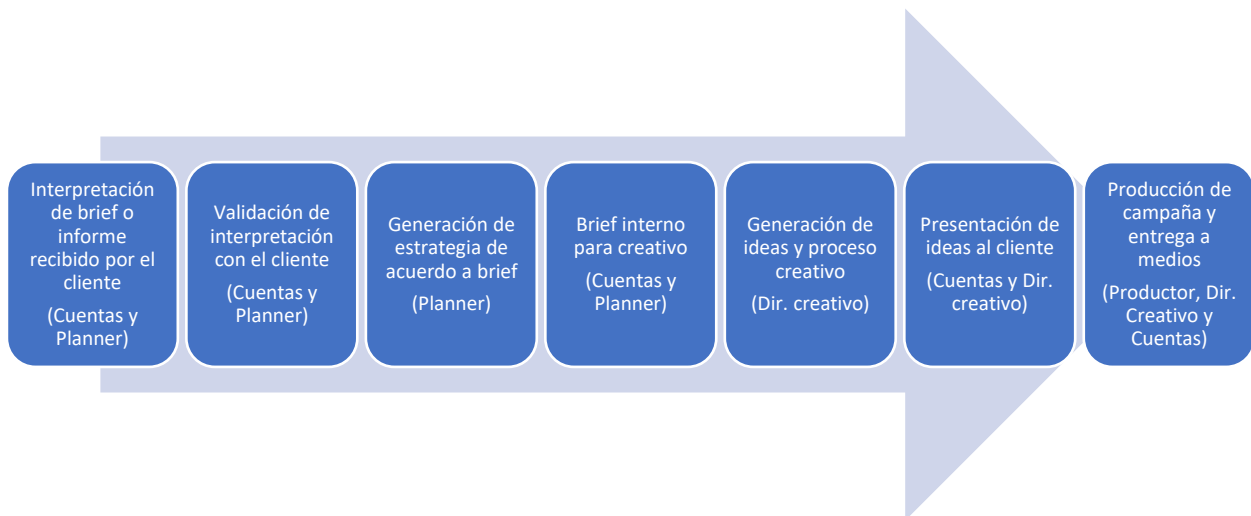 Interpretación
de brief o
informe
recibido por el
cliente
(Cuentas y
Planner)
Validación de
interpretación
con el cliente
(Cuentas y
Planner)
Generación de
estrategia de
acuerdo a brief
(Planner)
Brief interno
para creativo
(Cuentas y
Planner)
Generación de
ideas y proceso
creativo
(Dir. creativo)
Presentación de
ideas al cliente
(Cuentas y Dir.
creativo)
Producción de
campaña y
entrega a
medios
(Productor, Dir.
Creativo y
Cuentas)